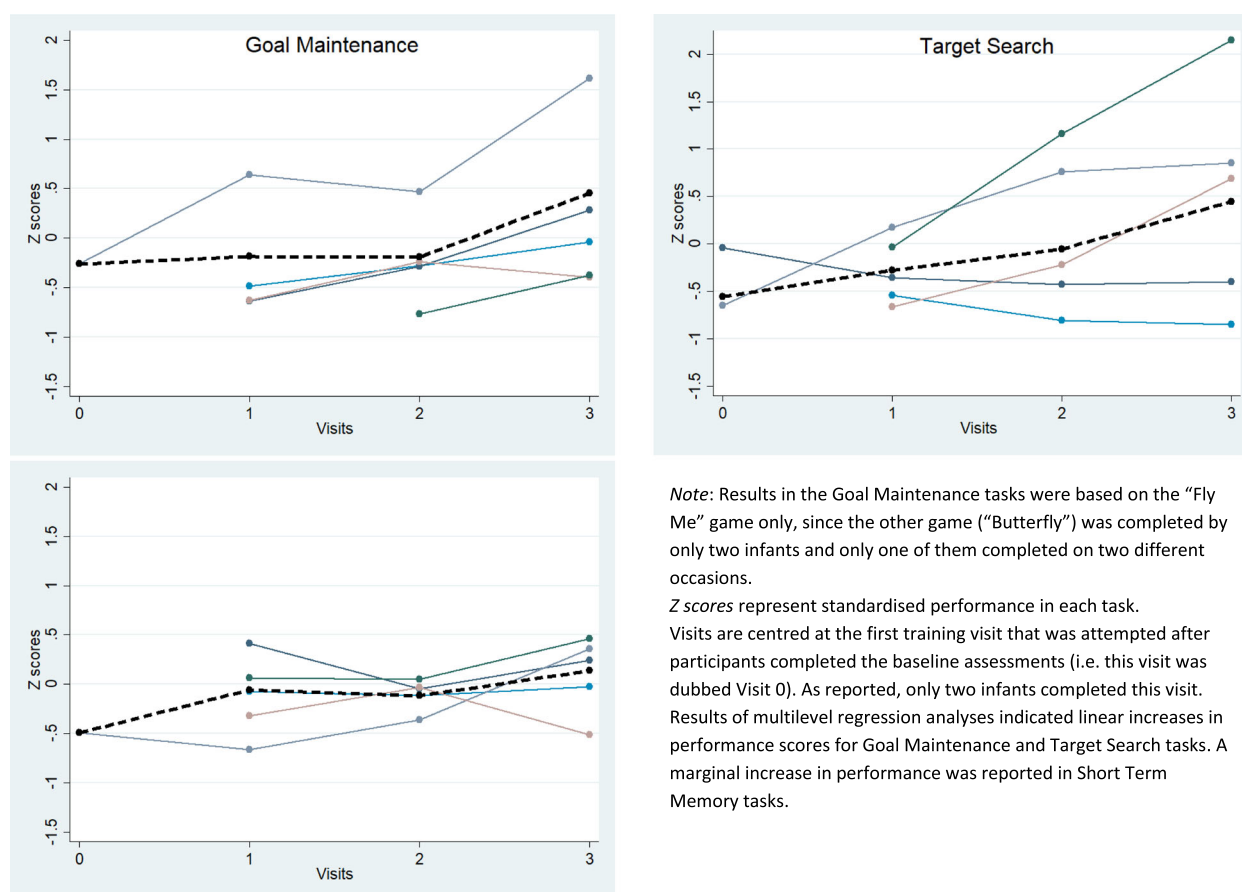 Goal Maintenance
2
1.5
1
.5
0
-.5
-1
-1.5
Z scores
0 1 2 3
Visits
Target Search
2
1.5
1
.5
0
-.5
-1
-1.5
Z scores
0 1 2 3
Visits
2
1.5
1
.5
0
-.5
-1
-1.5
Z scores
0 1 2 3
Visits
Note: Results in the Goal Maintenance tasks were based on the “Fly
Me” game only, since the other game (“Butterfly”) was completed by
only two infants and only one of them completed on two different
occasions.
Z scores represent standardised performance in each task.
Visits are centred at the first training visit that was attempted after
participants completed the baseline assessments (i.e. this visit was
dubbed Visit 0). As reported, only two infants completed this visit.
Results of multilevel regression analyses indicated linear increases in
performance scores for Goal Maintenance and Target Search tasks. A
marginal increase in performance was reported in Short Term
Memory tasks.